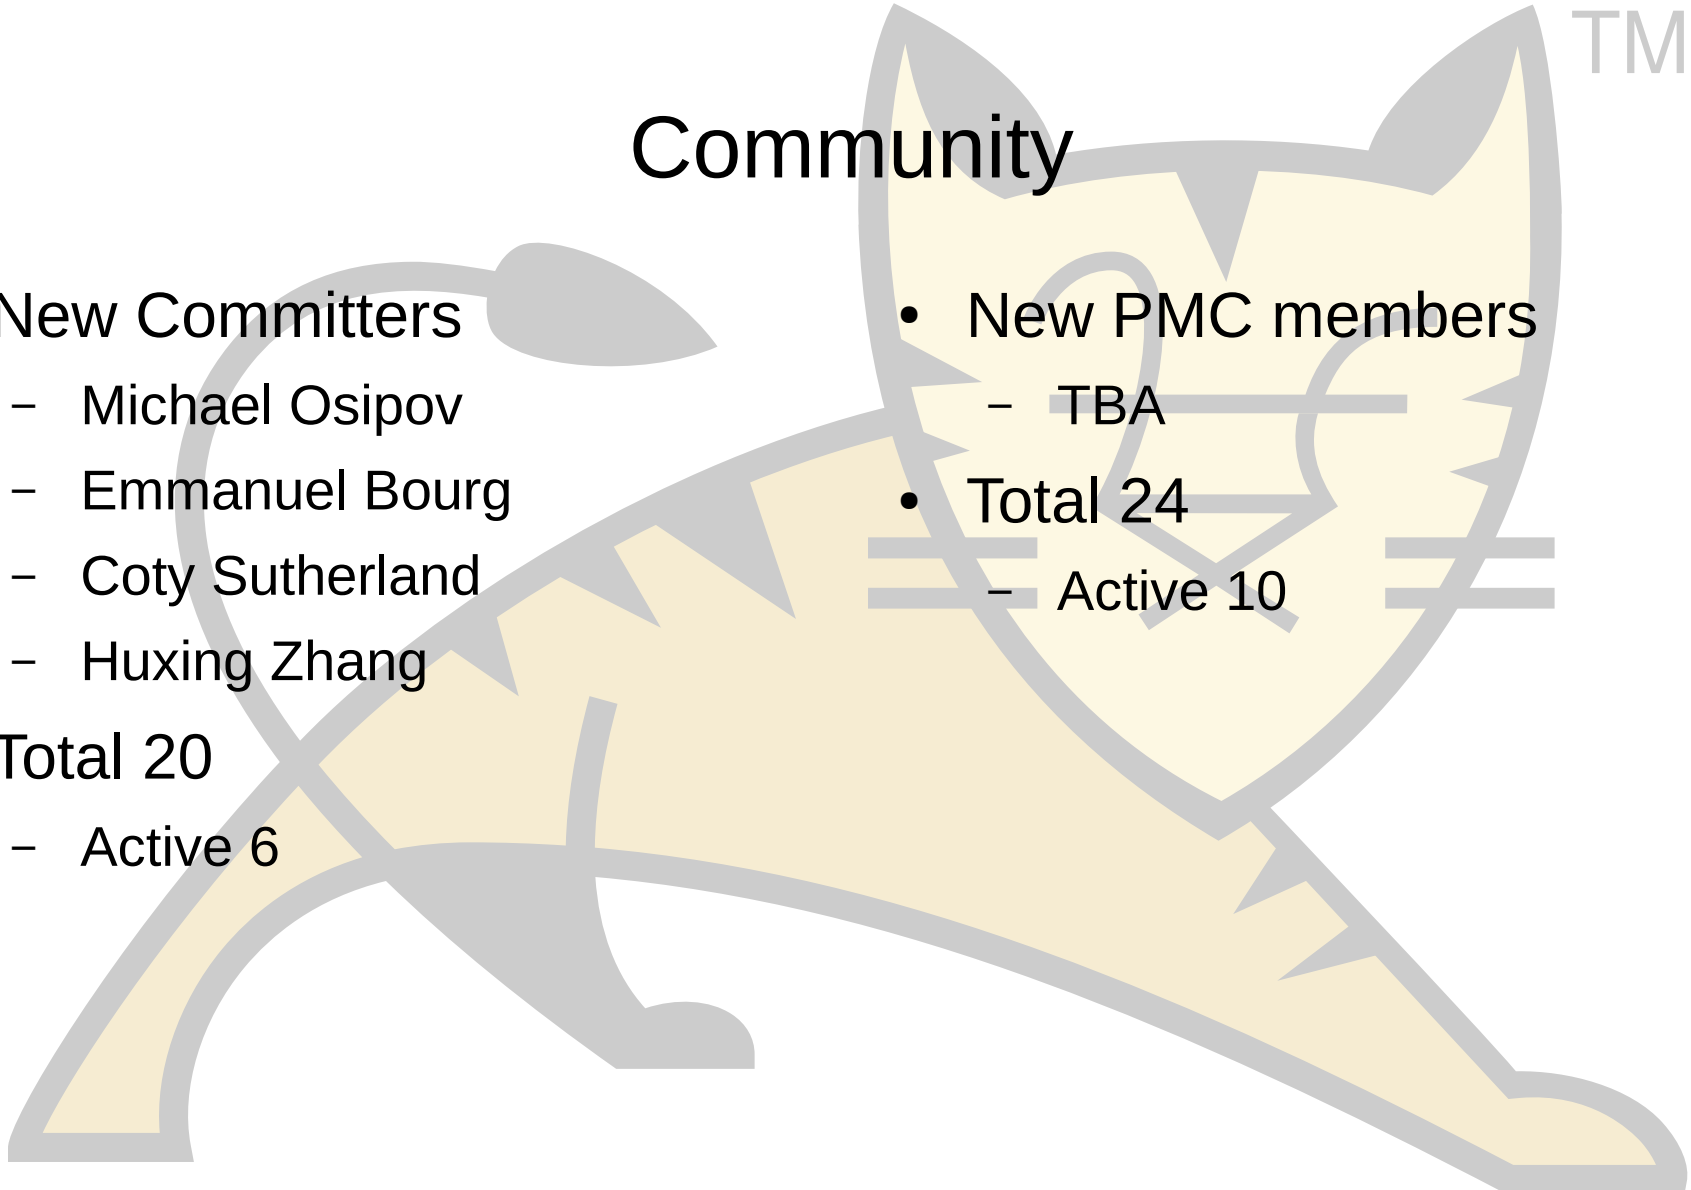 TM
Community
New Committers
– Michael Osipov
– Emmanuel Bourg
– Coty Sutherland
– Huxing Zhang
Total 20
– Active 6
• New PMC members
– TBA
• Total 24
– Active 10